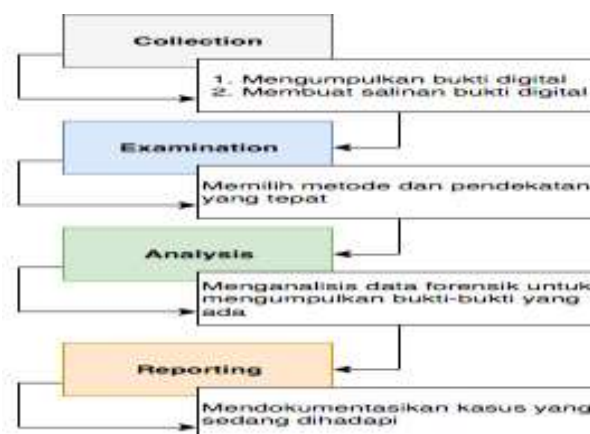 Collection
1. Mengumpulkan bukti digital
2. Membuat salinan bukti digital
Examination
Memilih metode dan pendekatan
yang tepat
Analysis
Menganalisis data forensik untuk
mengumpulkan bukti-bukti yang
ada
Reporting
Mendokumentasikan kasus yang
sedang dihadapi